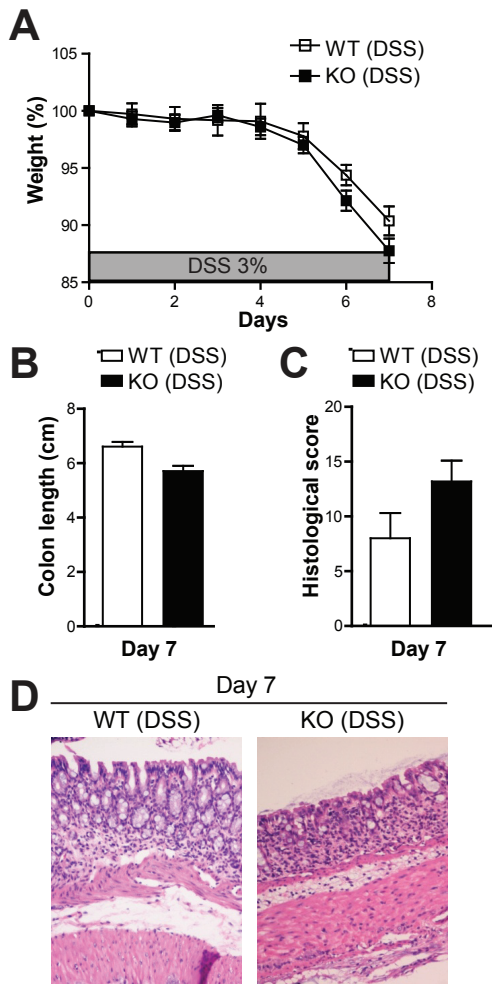 A
WT (DSS)
KO (DSS)
Weight (%)
105
100
95
90
85
DSS 3%
0
2
4
6
8
Days
B
WT (DSS)
KO (DSS)
Colon length (cm)
8
6
4
2
0
Day 7
C
WT (DSS)
KO (DSS)
Histological score
20
15
10
5
0
Day 7
D
Day 7
WT (DSS)
KO (DSS)